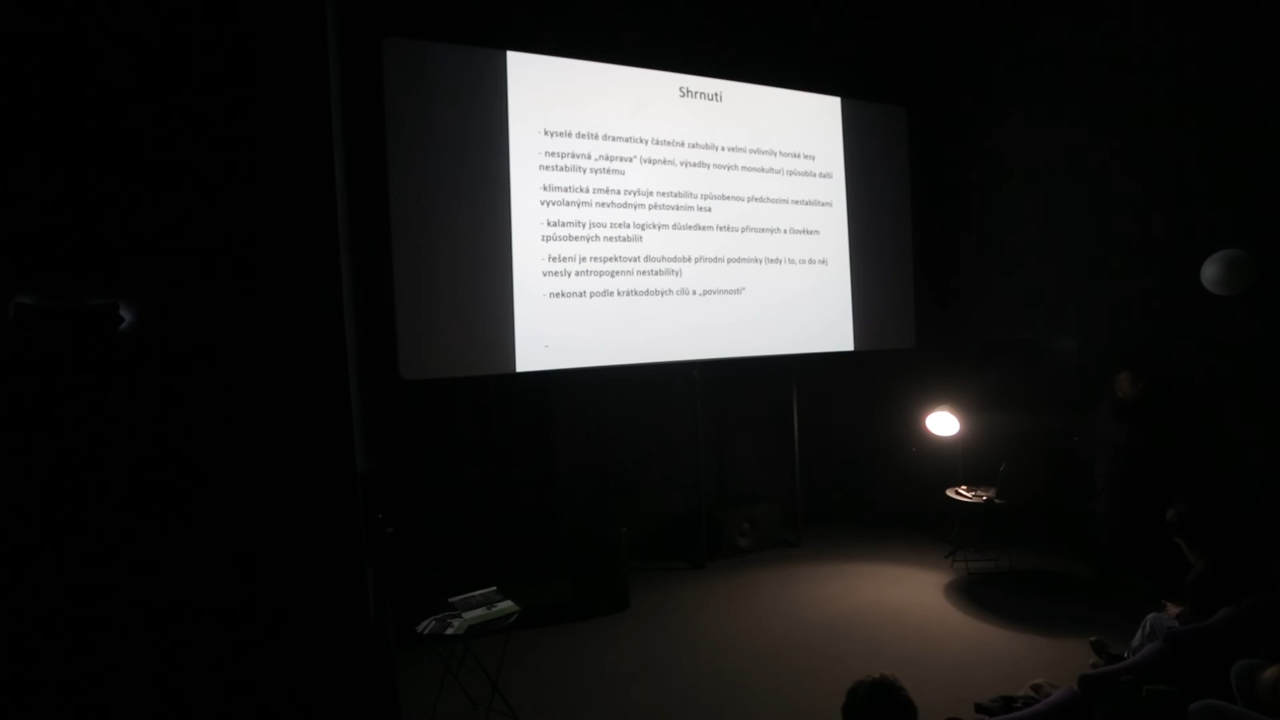 Shrnutí
- kyselé deště dramaticky částečně zahubily a velmi ovlivnily horské lesy
- nesprávná „náprava“ (vápnění, výsadby nových monokultur) způsobila další
nestability systému
-klimatická změna zvyšuje nestabilitu způsobenou předchozími nestabilitami
vyvolanými nevhodným pěstováním lesa
- kalamity jsou zcela logickým důsledkem řetězu přirozených a člověkem
způsobených nestabilit
- řešení je respektovat dlouhodobě přírodní podmínky (tedy i to, co do něj
vnesly antropogenní nestability)
- nekonat podle krátkodobých cílů a „povinností“